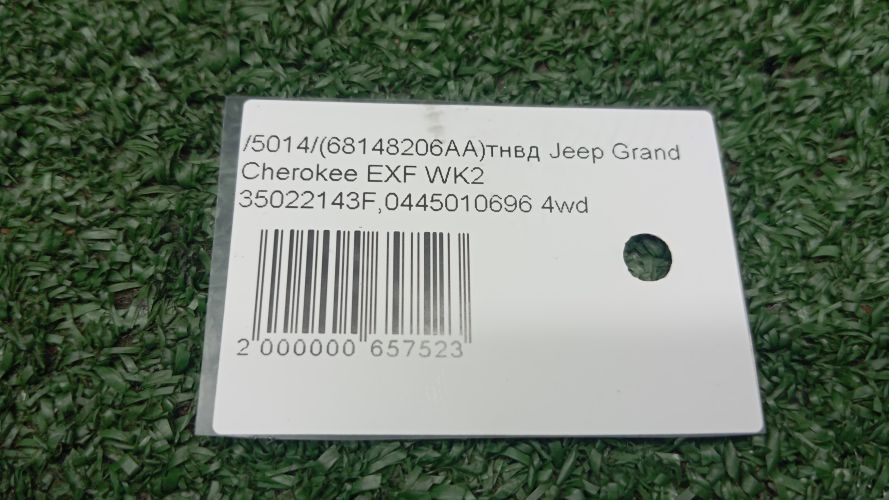 /5014/(68148206AA)тнвд Jeep Grand
Cherokee EXF WK2
35022143F,0445010696 4wd
2 000000 657523